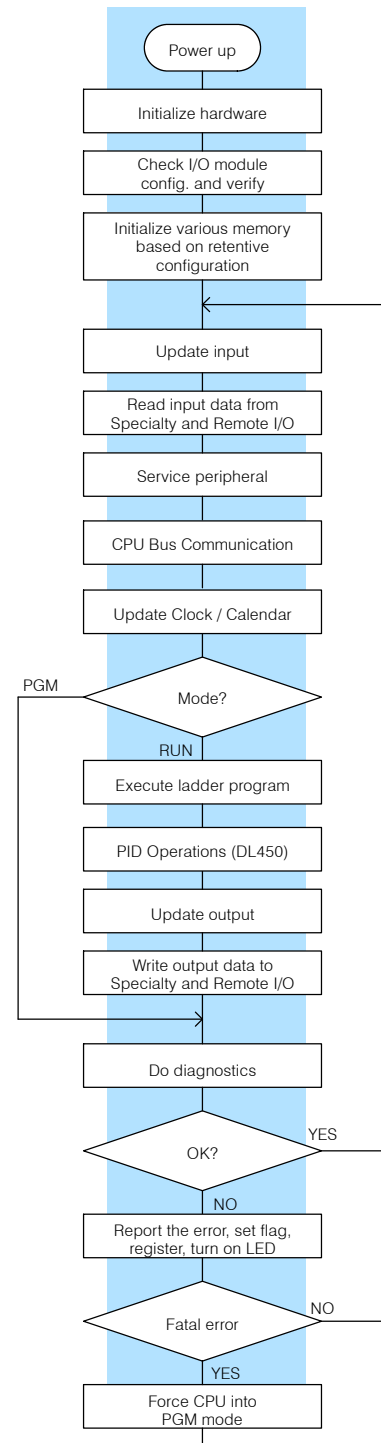 Power up
Initialize hardware
Check I/O module
config. and verify
Initialize various memory
based on retentive
configuration
Update input
Read input data from
Specialty and Remote I/O
Service peripheral
CPU Bus Communication
Update Clock / Calendar
PGM
Mode?
RUN
Execute ladder program
PID Operations (DL450)
Update output
Write output data to
Specialty and Remote I/O
Do diagnostics
OK?
YES
NO
Report the error, set flag,
register, turn on LED
Fatal error
NO
YES
Force CPU into
PGM mode